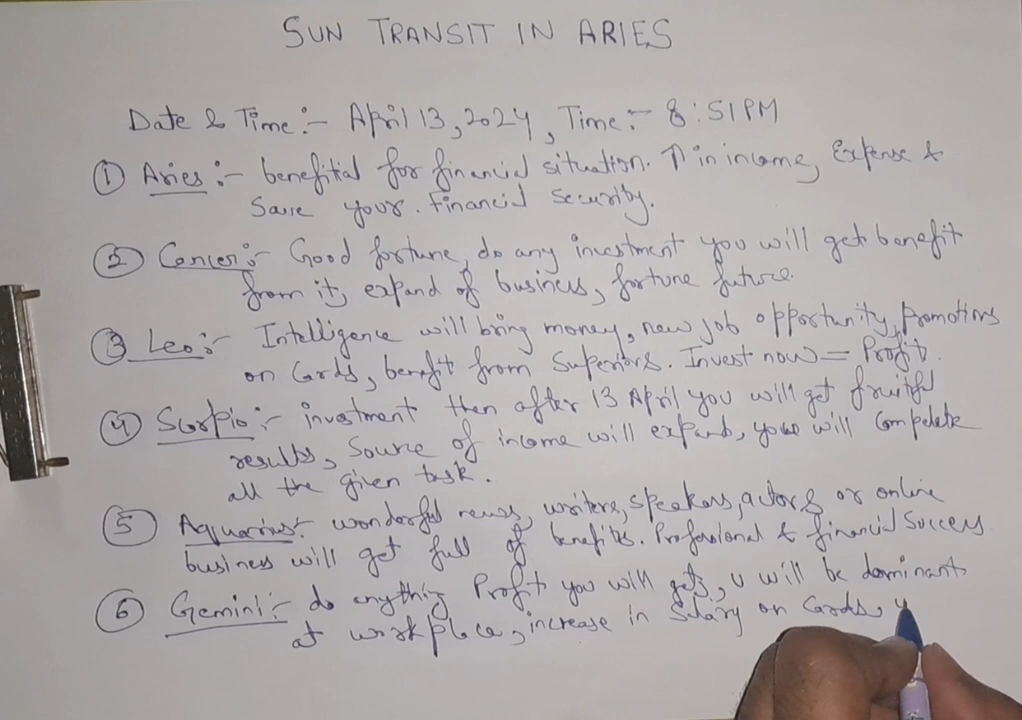 SUN TRANSIT IN ARIES
Date & Time:- April 13, 2024, Time:- 8:51PM
① Aries:- benefitial for financial situation. ↑ in income, Expense &
Save your. Financial Security.
② Cancer:- Good fortune, do any investment you will get benefit
from it, expand of business, fortune future.
③ Leo:- Intelligence will bring money, new job opportunity, promotions
on Cards, benefit from Superiors. Invest now = Profit.
④ Scorpio:- investment then after 13 April you will get fruitful
results, Source of income will expand, you will Compelete
all the given task.
⑤ Aquarius:- wonderful news, writers, speakers, actors or online
business will get full of benefits. Professional & financial Success
⑥ Gemini:- do anything Profit you will gets, u will be dominant
at workplace, increase in Salary on Cards,